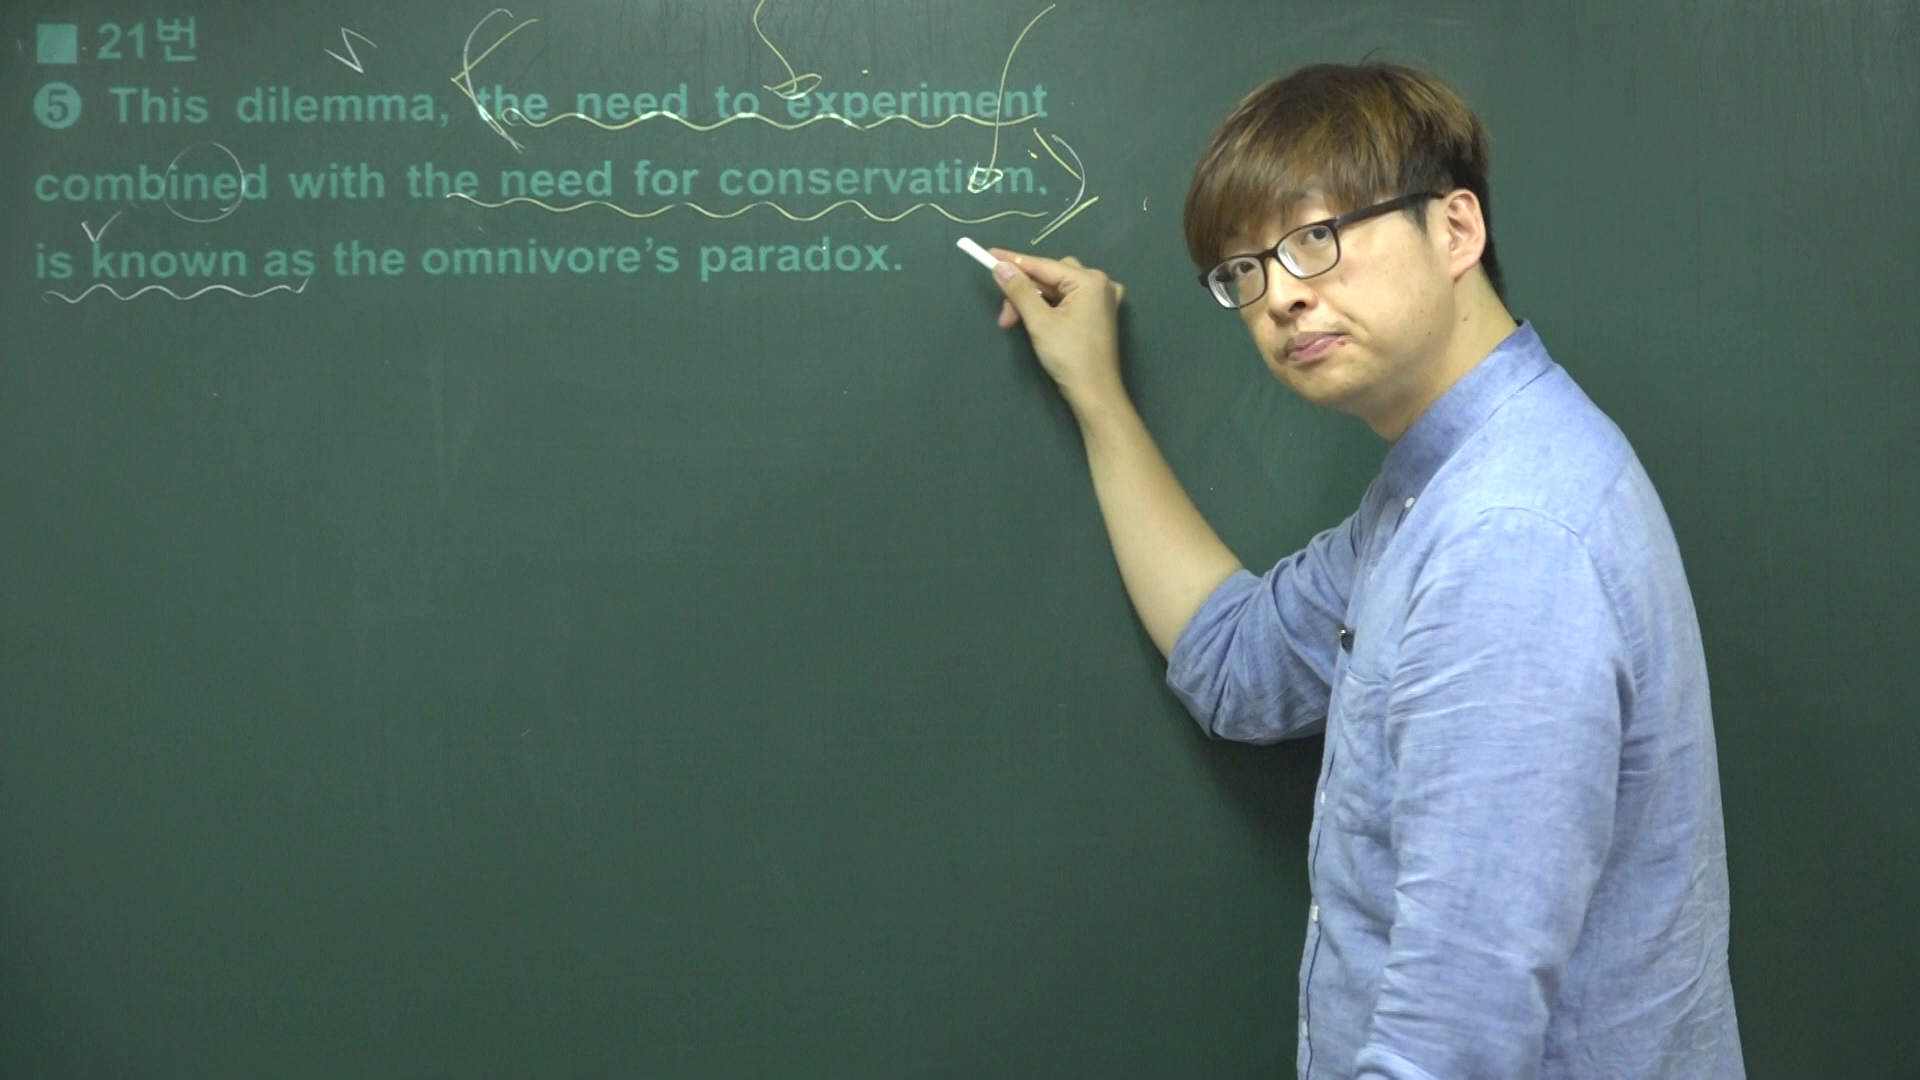 ■ 21번
❺ This dilemma, the need to experiment
combined with the need for conservatism,
is known as the omnivore's paradox.